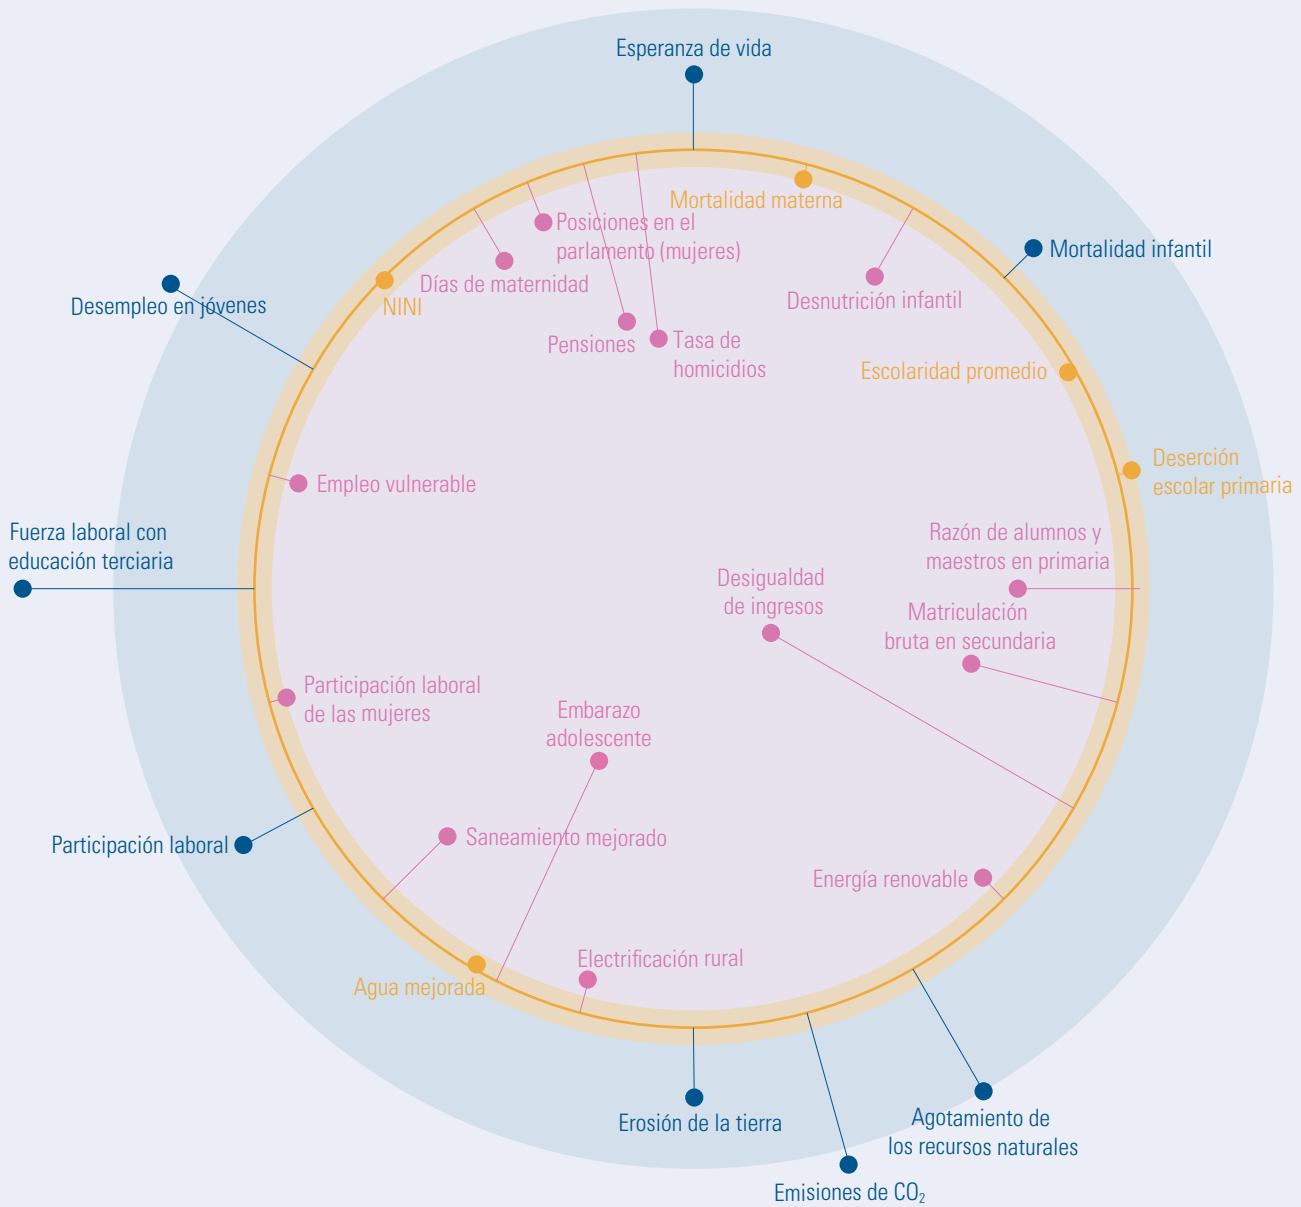 Esperanza de vida
Mortalidad materna
Posiciones en el
parlamento (mujeres)
Mortalidad infantil
Días de maternidad
Desnutrición infantil
Desempleo en jóvenes
NINI
Pensiones
Tasa de
homicidios
Escolaridad promedio
Deserción
escolar primaria
Empleo vulnerable
Fuerza laboral con
educación terciaria
Razón de alumnos y
maestros en primaria
Desigualdad
de ingresos
Matriculación
bruta en secundaria
Participación laboral
de las mujeres
Embarazo
adolescente
Participación laboral
Saneamiento mejorado
Energía renovable
Electrificación rural
Agua mejorada
Erosión de la tierra
Agotamiento de
los recursos naturales
Emisiones de CO₂